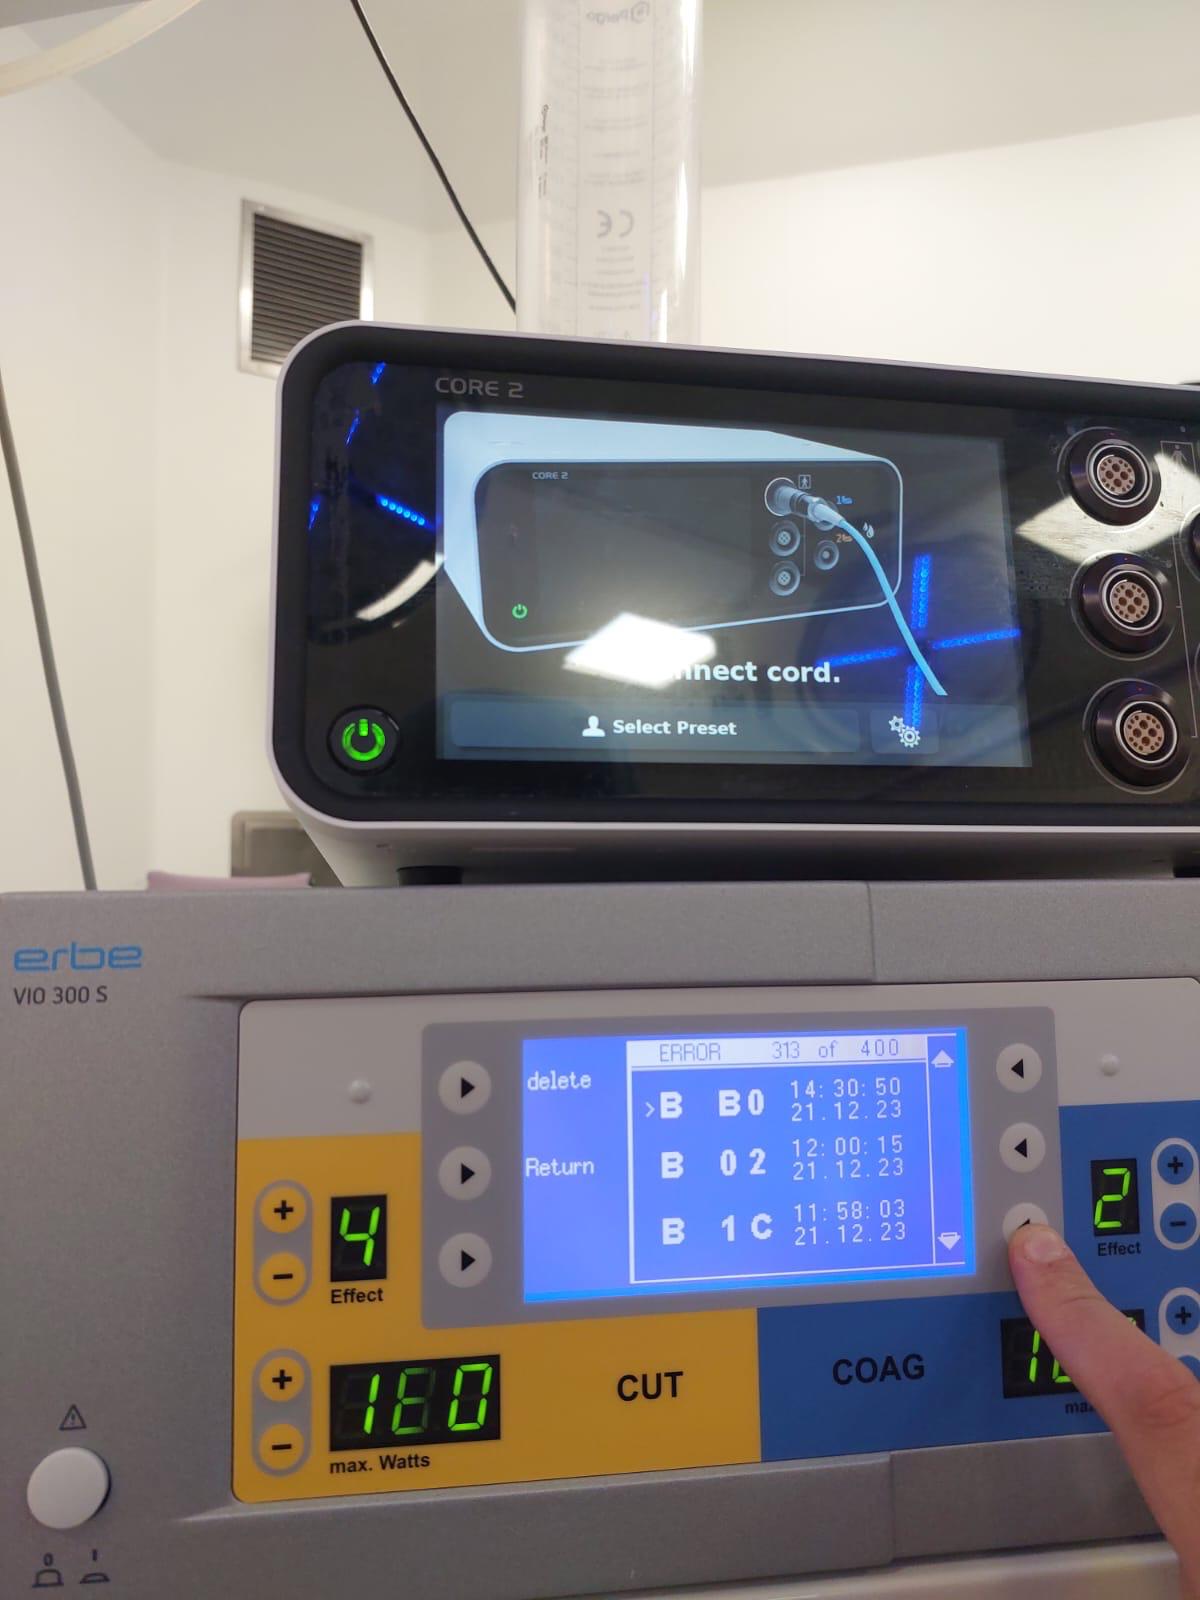 CORE 2
CORE 2
nnect cord.
Select Preset
erbe
VIO 300 S
ERROR 313 of 400
delete
>B B0 14:30:50
21.12.23
Return
B 02 12:00:15
21.12.23
B 1C 11:58:03
21.12.23
4
Effect
2
Effect
max. Watts
CUT
COAG
0 I